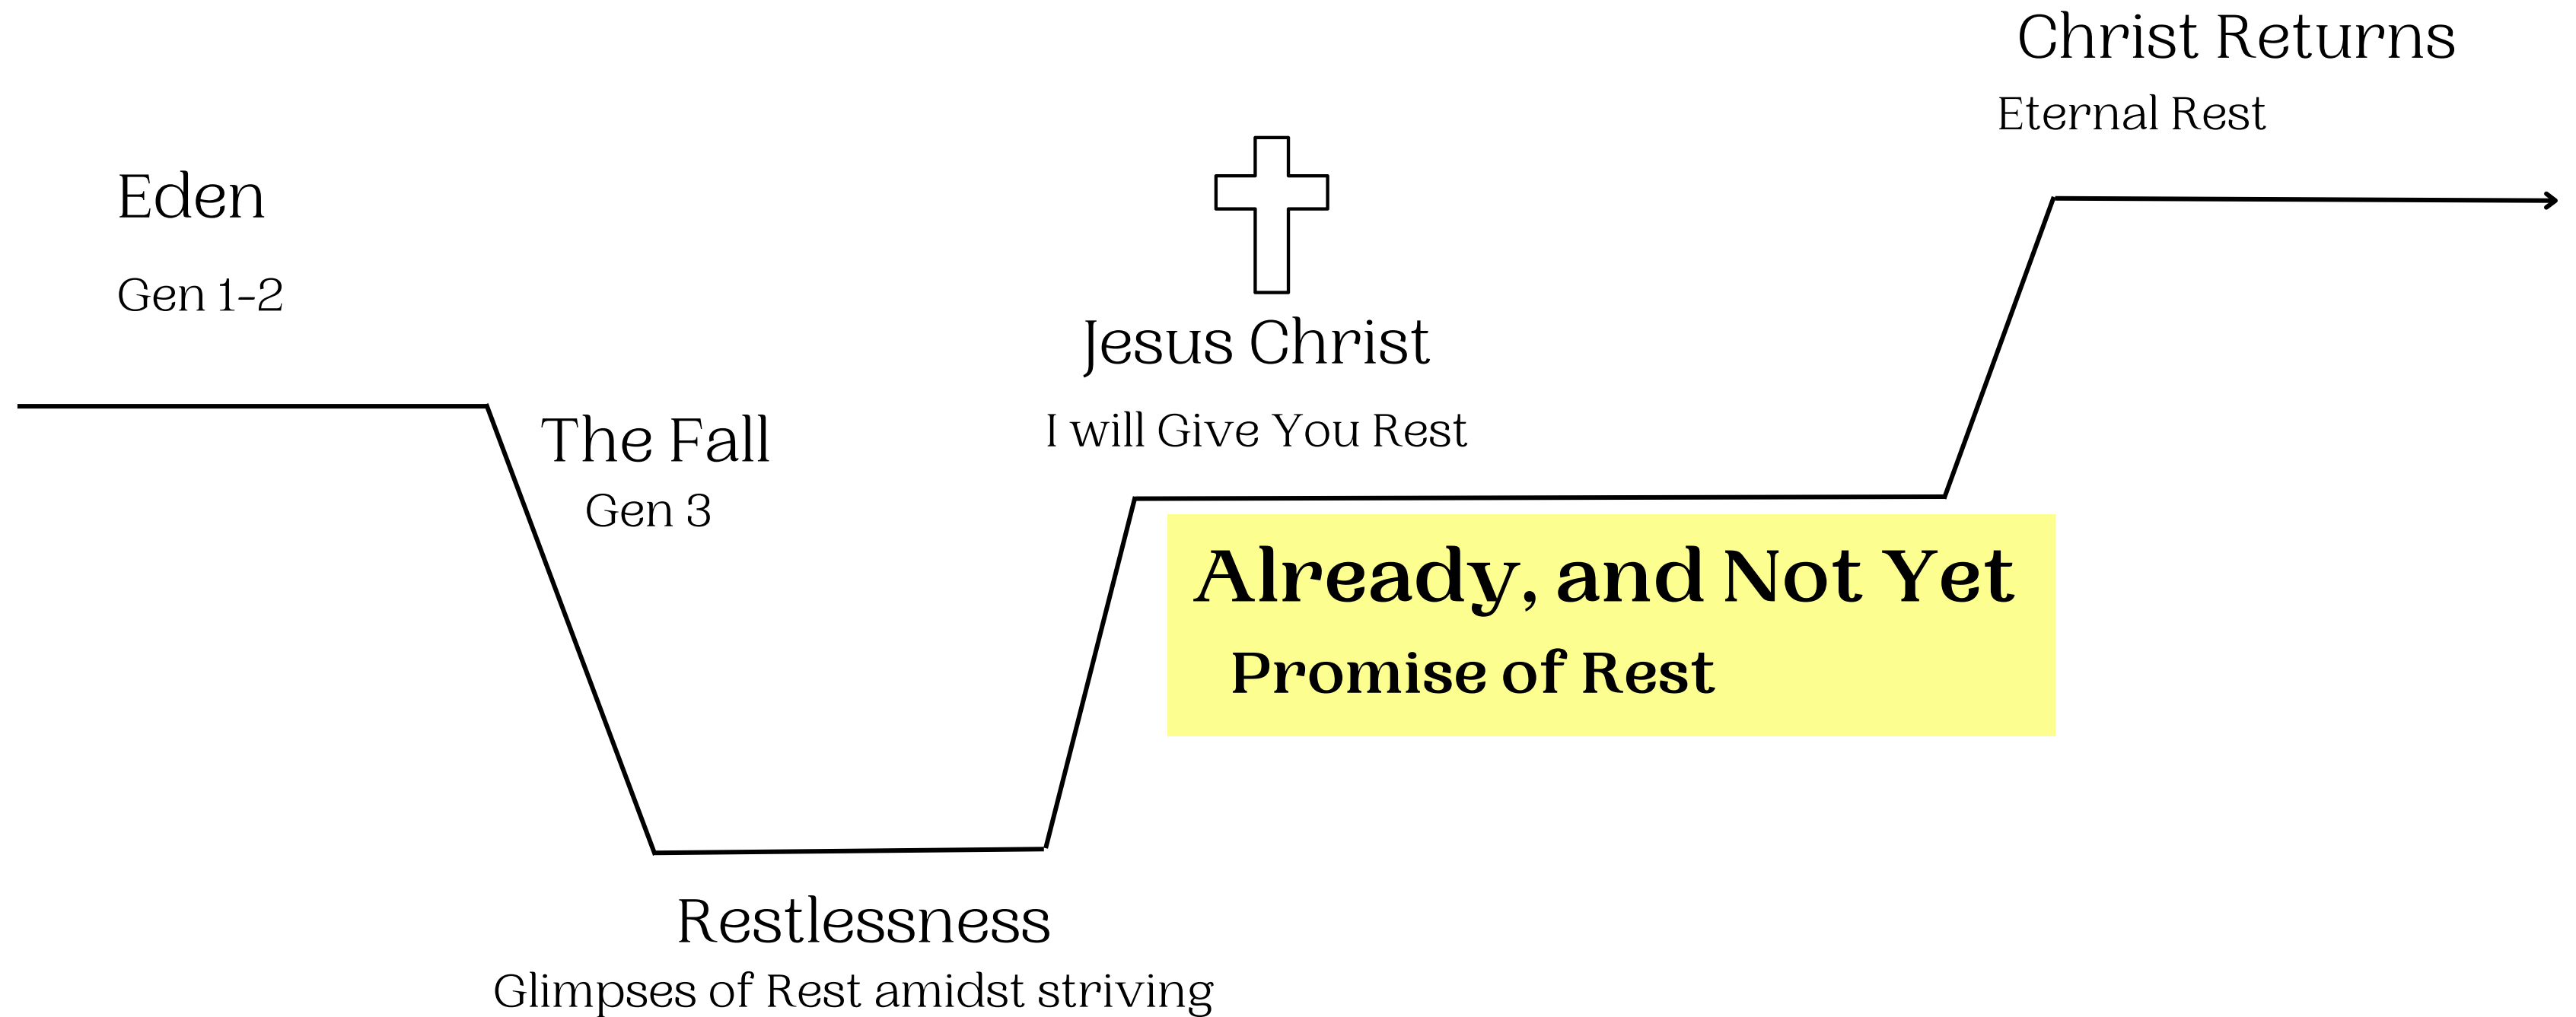 Eden
Gen 1-2
The Fall
Gen 3
Restlessness
Glimpses of Rest amidst striving
Jesus Christ
I will Give You Rest
Already, and Not Yet
Promise of Rest
Christ Returns
Eternal Rest